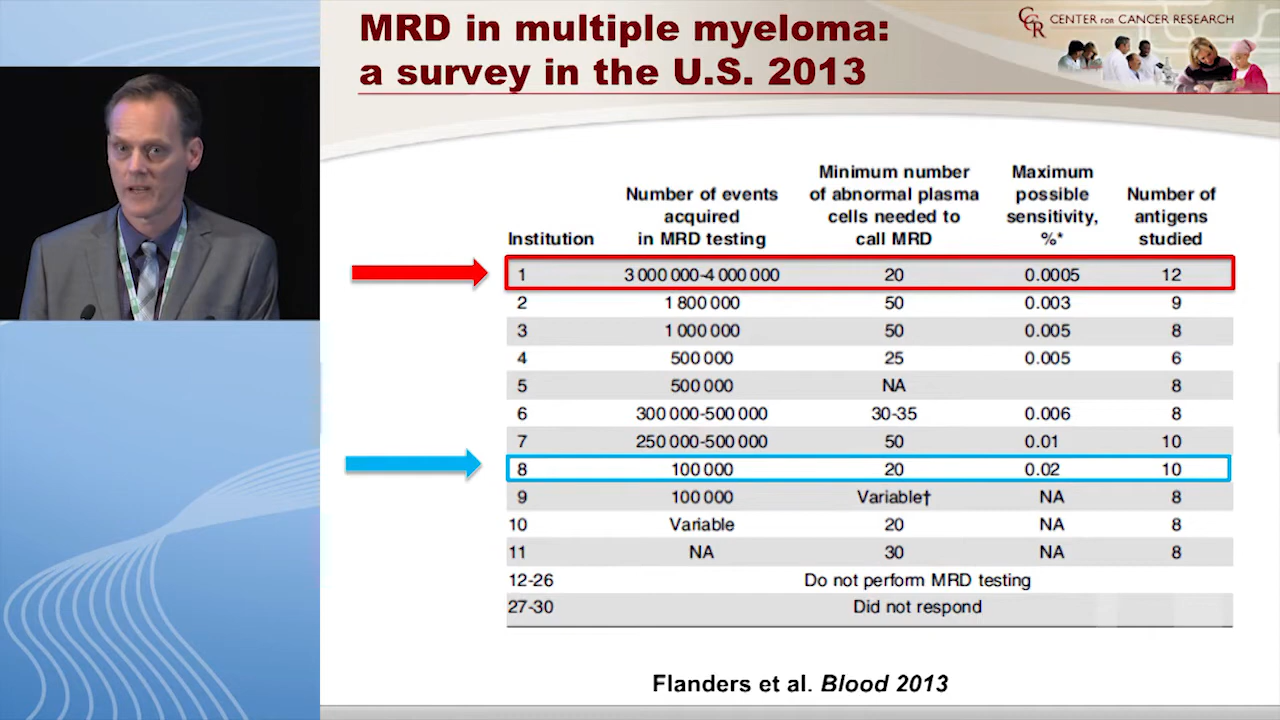 MRD in multiple myeloma:
a survey in the U.S. 2013
CCR CENTER for CANCER RESEARCH
Institution | Number of events acquired in MRD testing | Minimum number of abnormal plasma cells needed to call MRD | Maximum possible sensitivity, %* | Number of antigens studied
1 | 3 000 000-4 000 000 | 20 | 0.0005 | 12
2 | 1 800 000 | 50 | 0.003 | 9
3 | 1 000 000 | 50 | 0.005 | 8
4 | 500 000 | 25 | 0.005 | 6
5 | 500 000 | NA | | 8
6 | 300 000-500 000 | 30-35 | 0.006 | 8
7 | 250 000-500 000 | 50 | 0.01 | 10
8 | 100 000 | 20 | 0.02 | 10
9 | 100 000 | Variable† | NA | 8
10 | Variable | 20 | NA | 8
11 | NA | 30 | NA | 8
12-26 | Do not perform MRD testing
27-30 | Did not respond
Flanders et al. Blood 2013